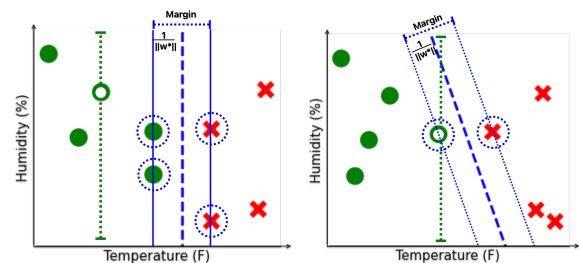 Margin
1
||w*||
Humidity (%)
Temperature (F)
Margin
1
||w*||
Humidity (%)
Temperature (F)